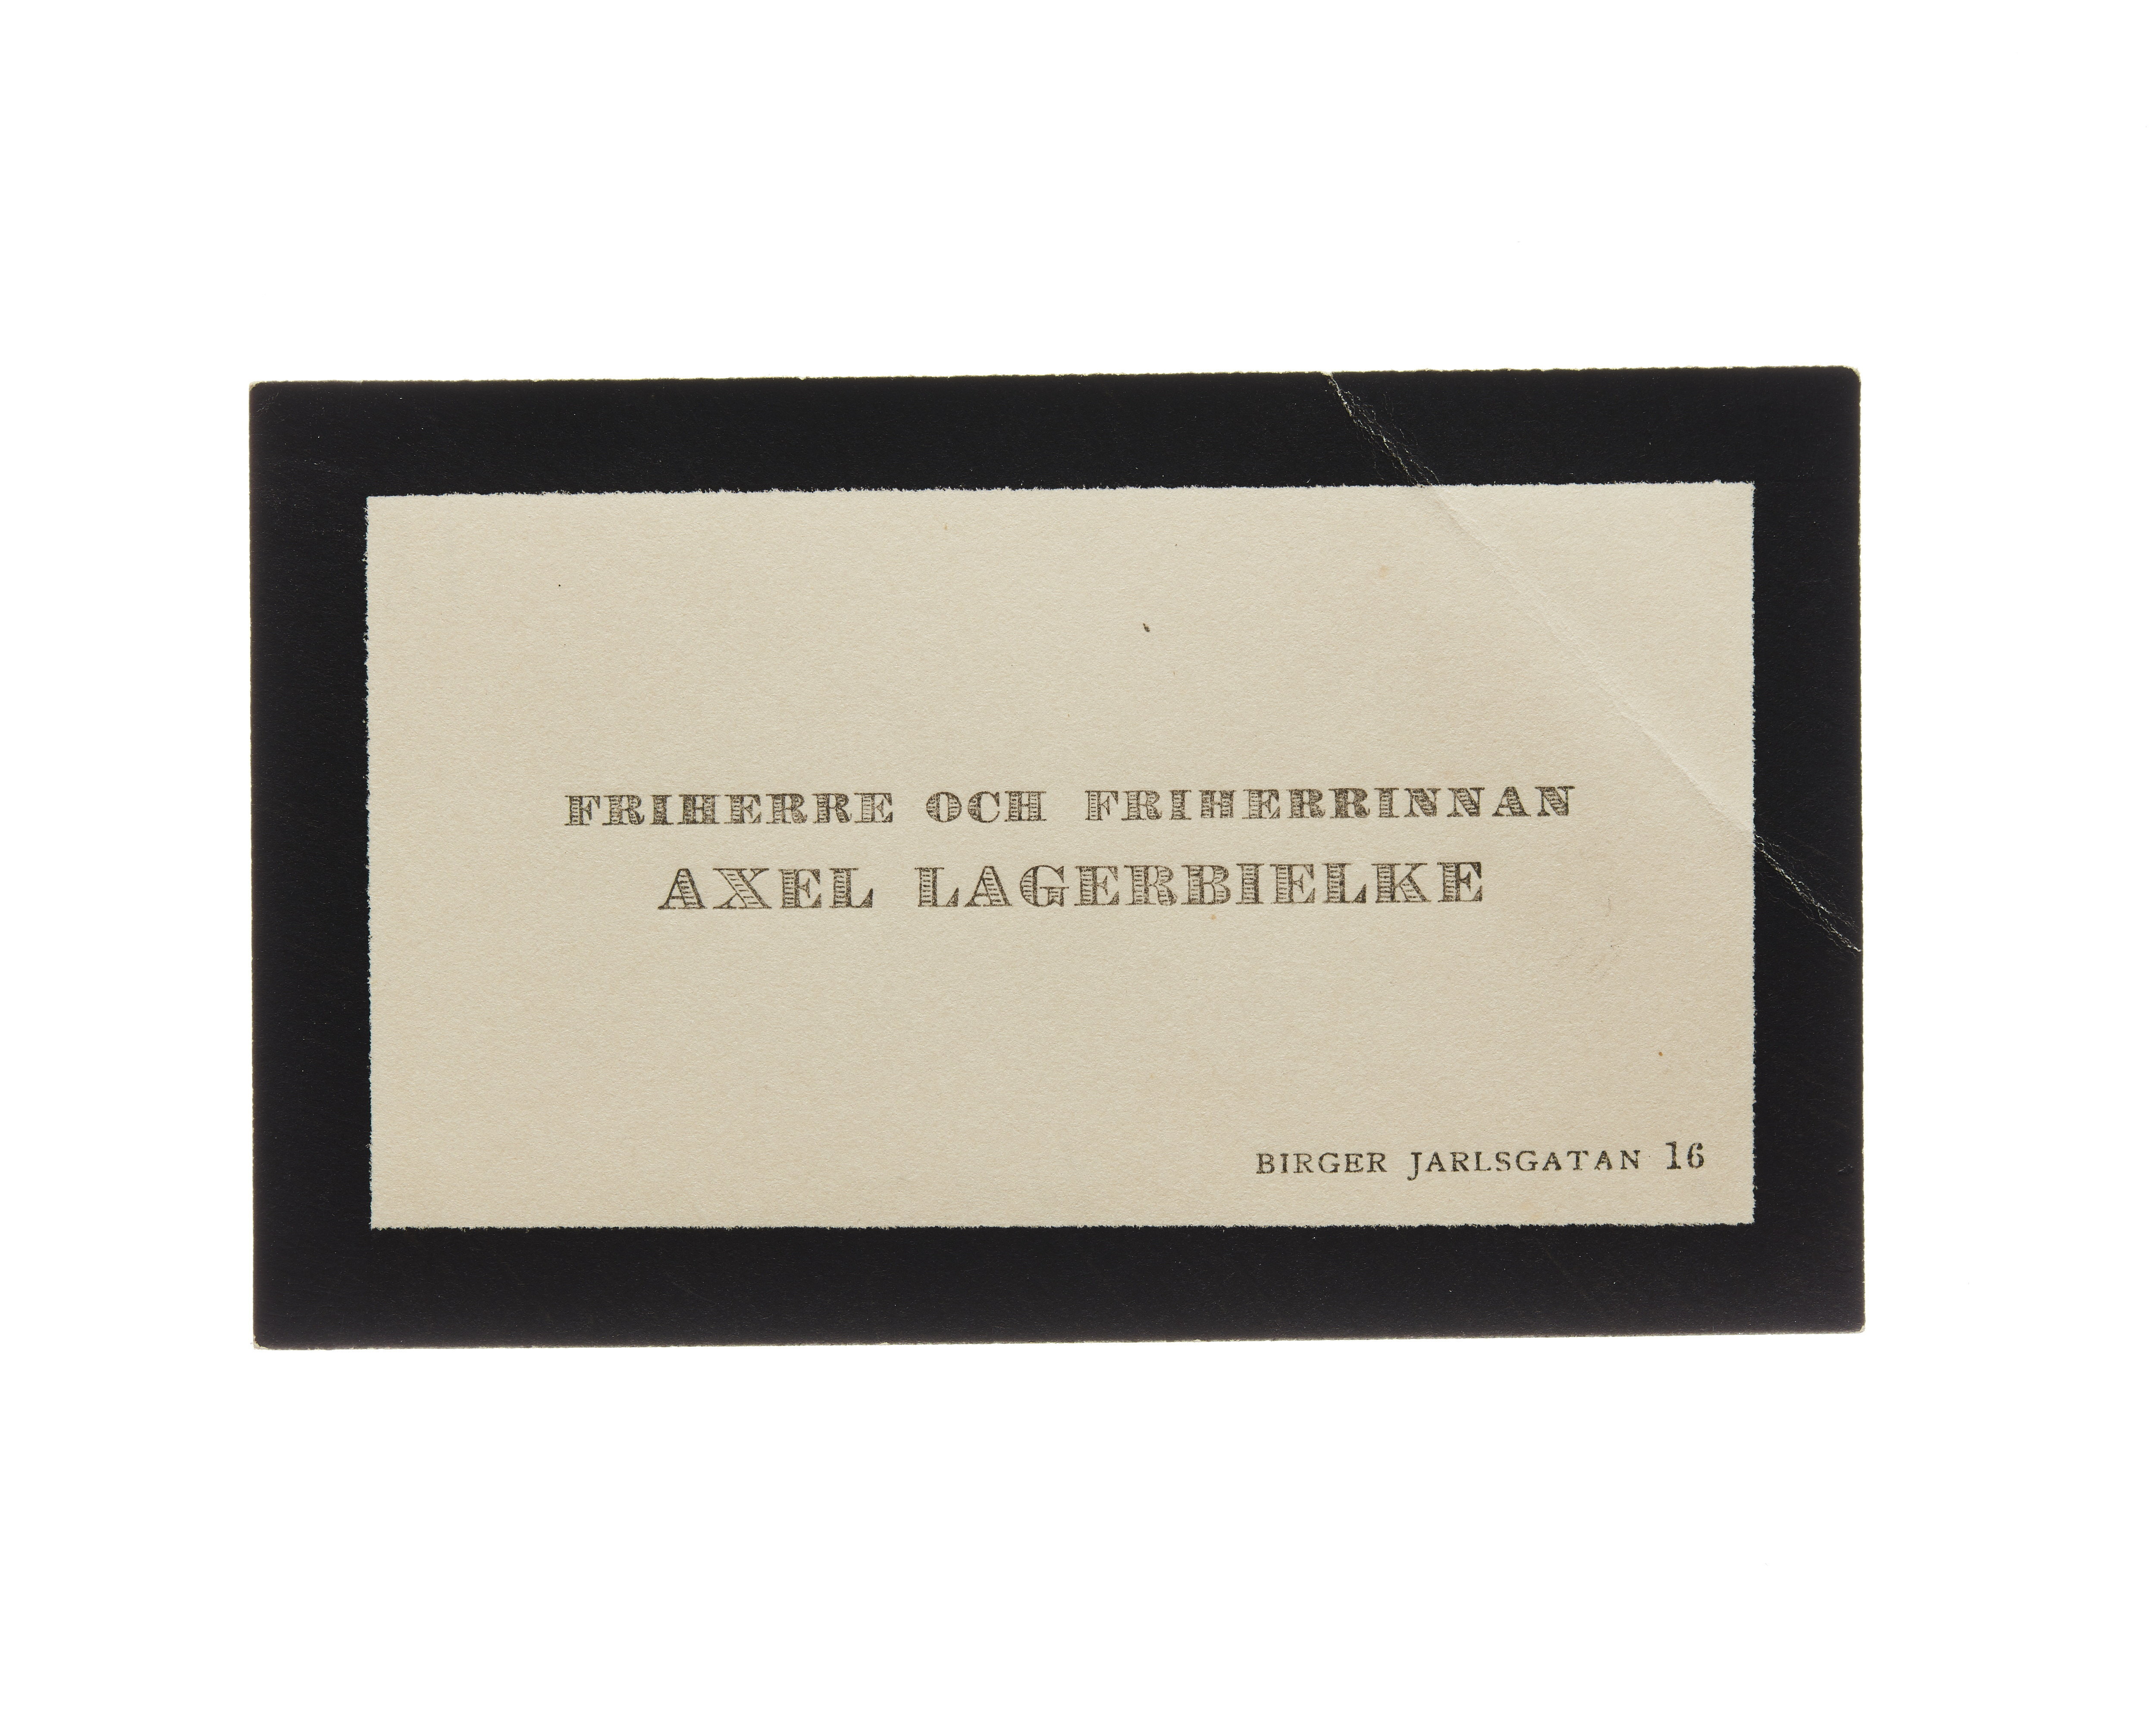 FRIHERRE OCH FRIHERRINNAN
AXEL LAGERBIELKE
BIRGER JARLSGATAN 16